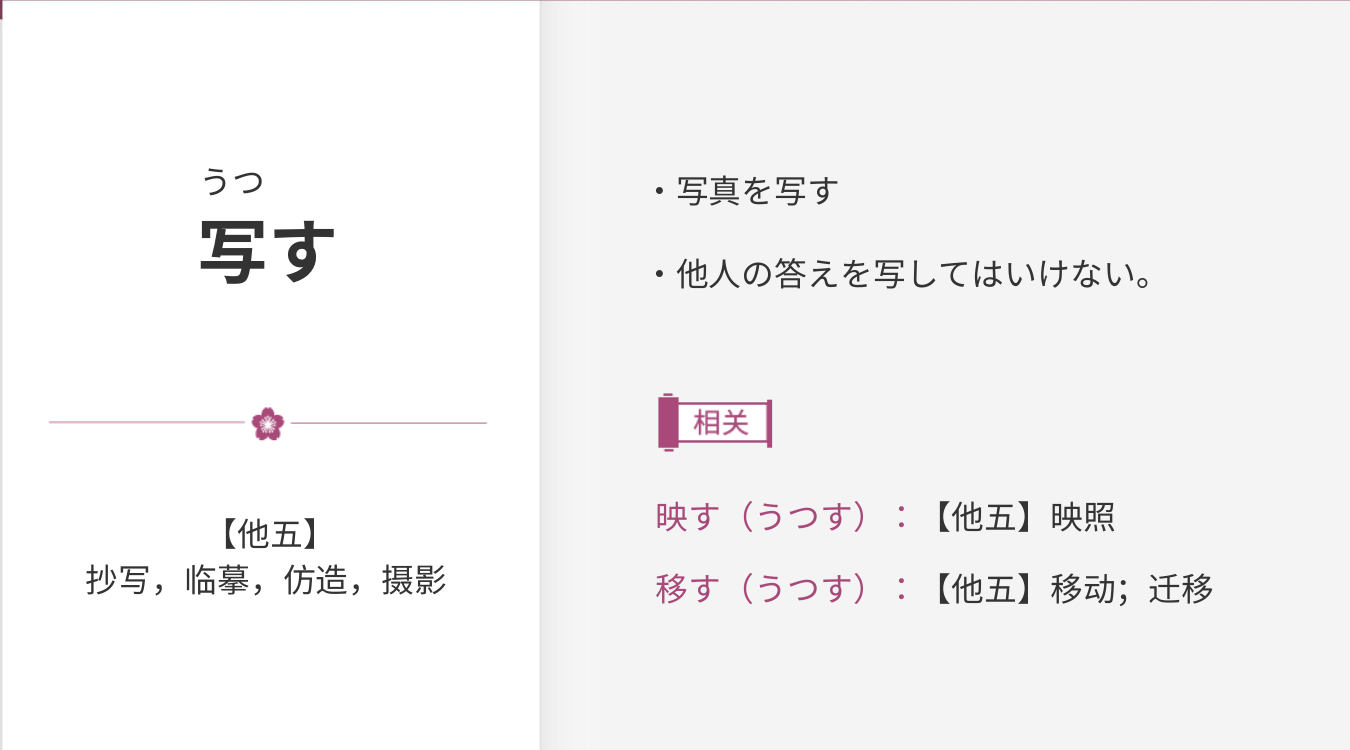 うつ
写す
【他五】
抄写，临摹，仿造，摄影
・写真を写す
・他人の答えを写してはいけない。
相关
映す（うつす）：【他五】映照
移す（うつす）：【他五】移动；迁移